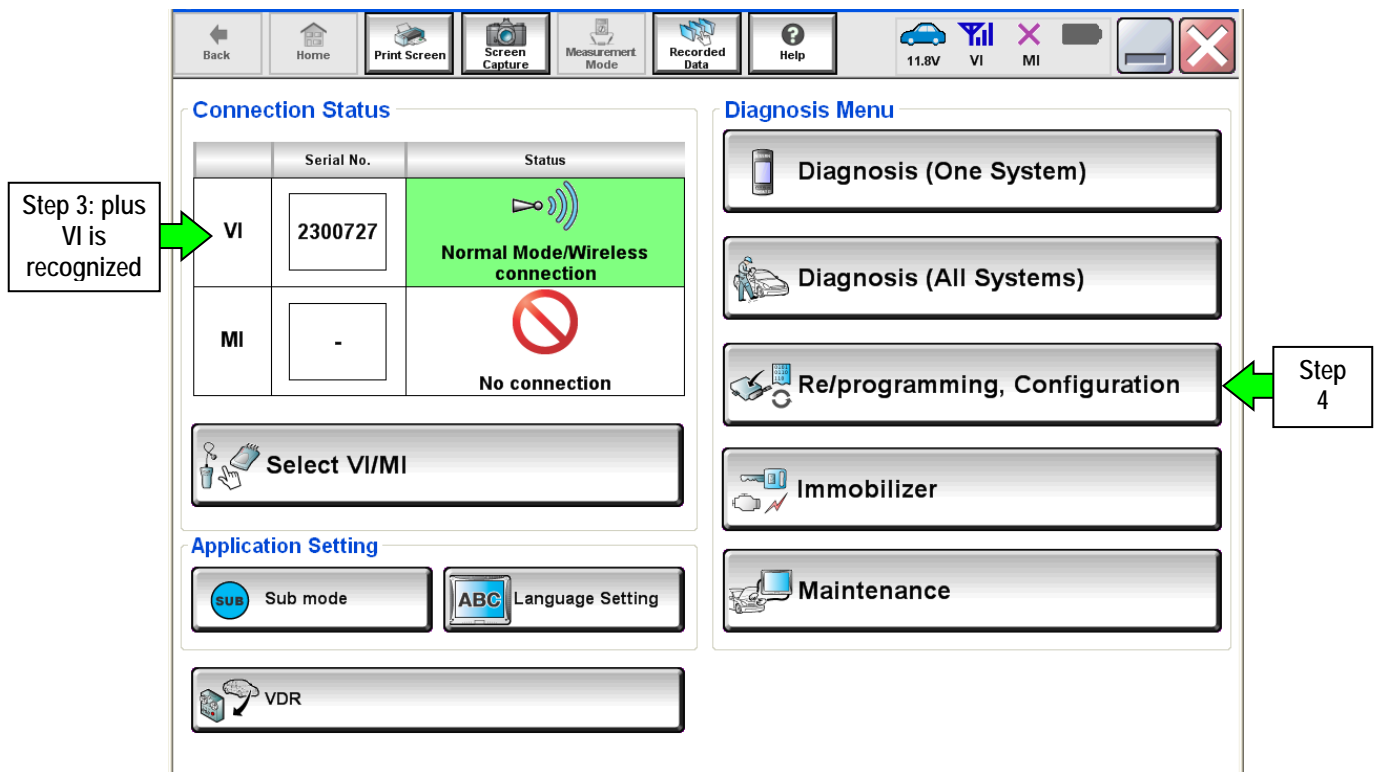 Back
Home
Print Screen
Screen
Capture
Measurement
Mode
Recorded
Data
?
Help
11.8V
VI
MI
Connection Status
Serial No.
Status
VI
2300727
Normal Mode/Wireless
connection
MI
-
No connection
Select VI/MI
Application Setting
SUB
Sub mode
ABC
Language Setting
VDR
Diagnosis Menu
Diagnosis (One System)
Diagnosis (All Systems)
Re/programming, Configuration
Immobilizer
Maintenance
Step 3: plus
VI is
recognized
Step
4